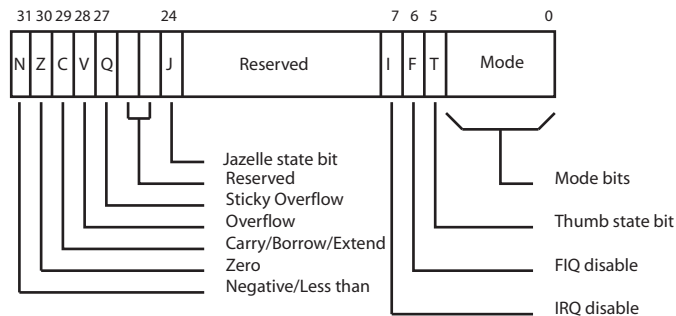 31 30 29 28 27 24 7 6 5 0
N Z C V Q J Reserved I F T Mode
Jazelle state bit
Reserved Mode bits
Sticky Overflow
Overflow Thumb state bit
Carry/Borrow/Extend
Zero FIQ disable
Negative/Less than
IRQ disable